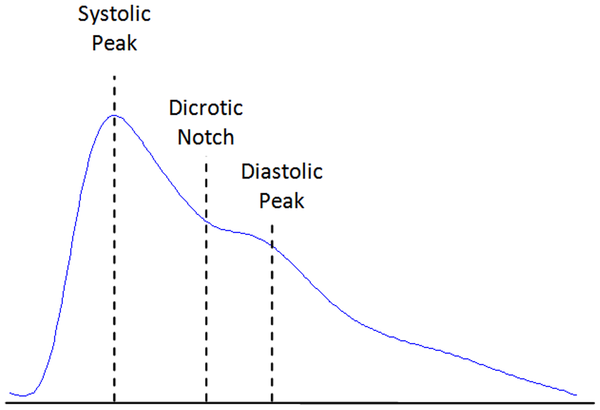 Systolic
Peak
Dicrotic
Notch
Diastolic
Peak